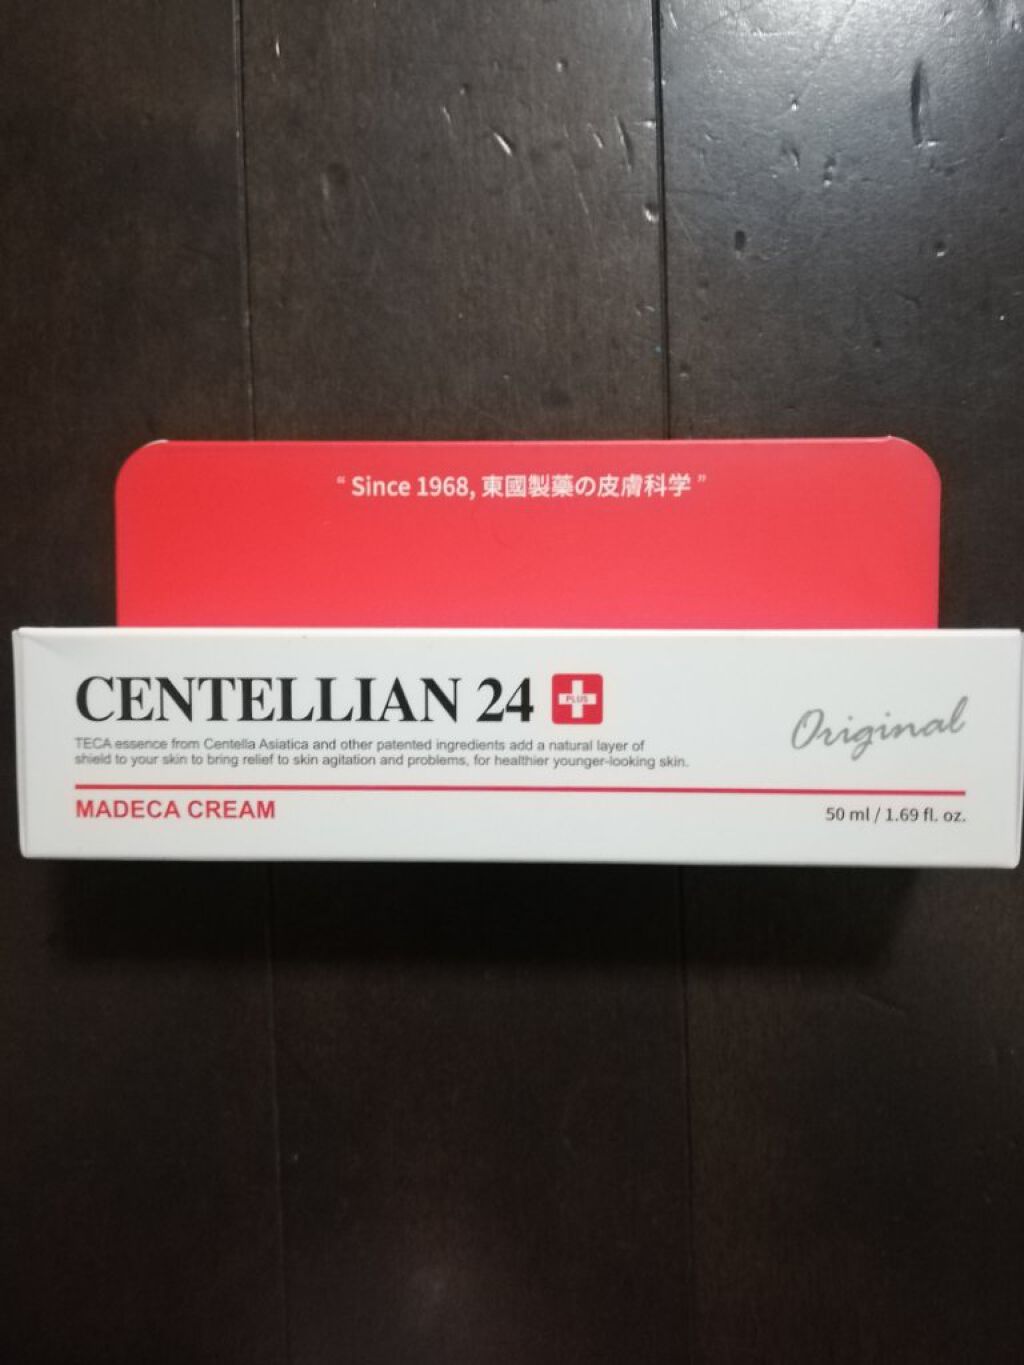 “ Since 1968, 東國製藥の皮膚科学 ”
CENTELLIAN 24 PLUS
TECA essence from Centella Asiatica and other patented ingredients add a natural layer of
shield to your skin to bring relief to skin agitation and problems, for healthier younger-looking skin.
Original
MADECA CREAM
50 ml / 1.69 fl. oz.